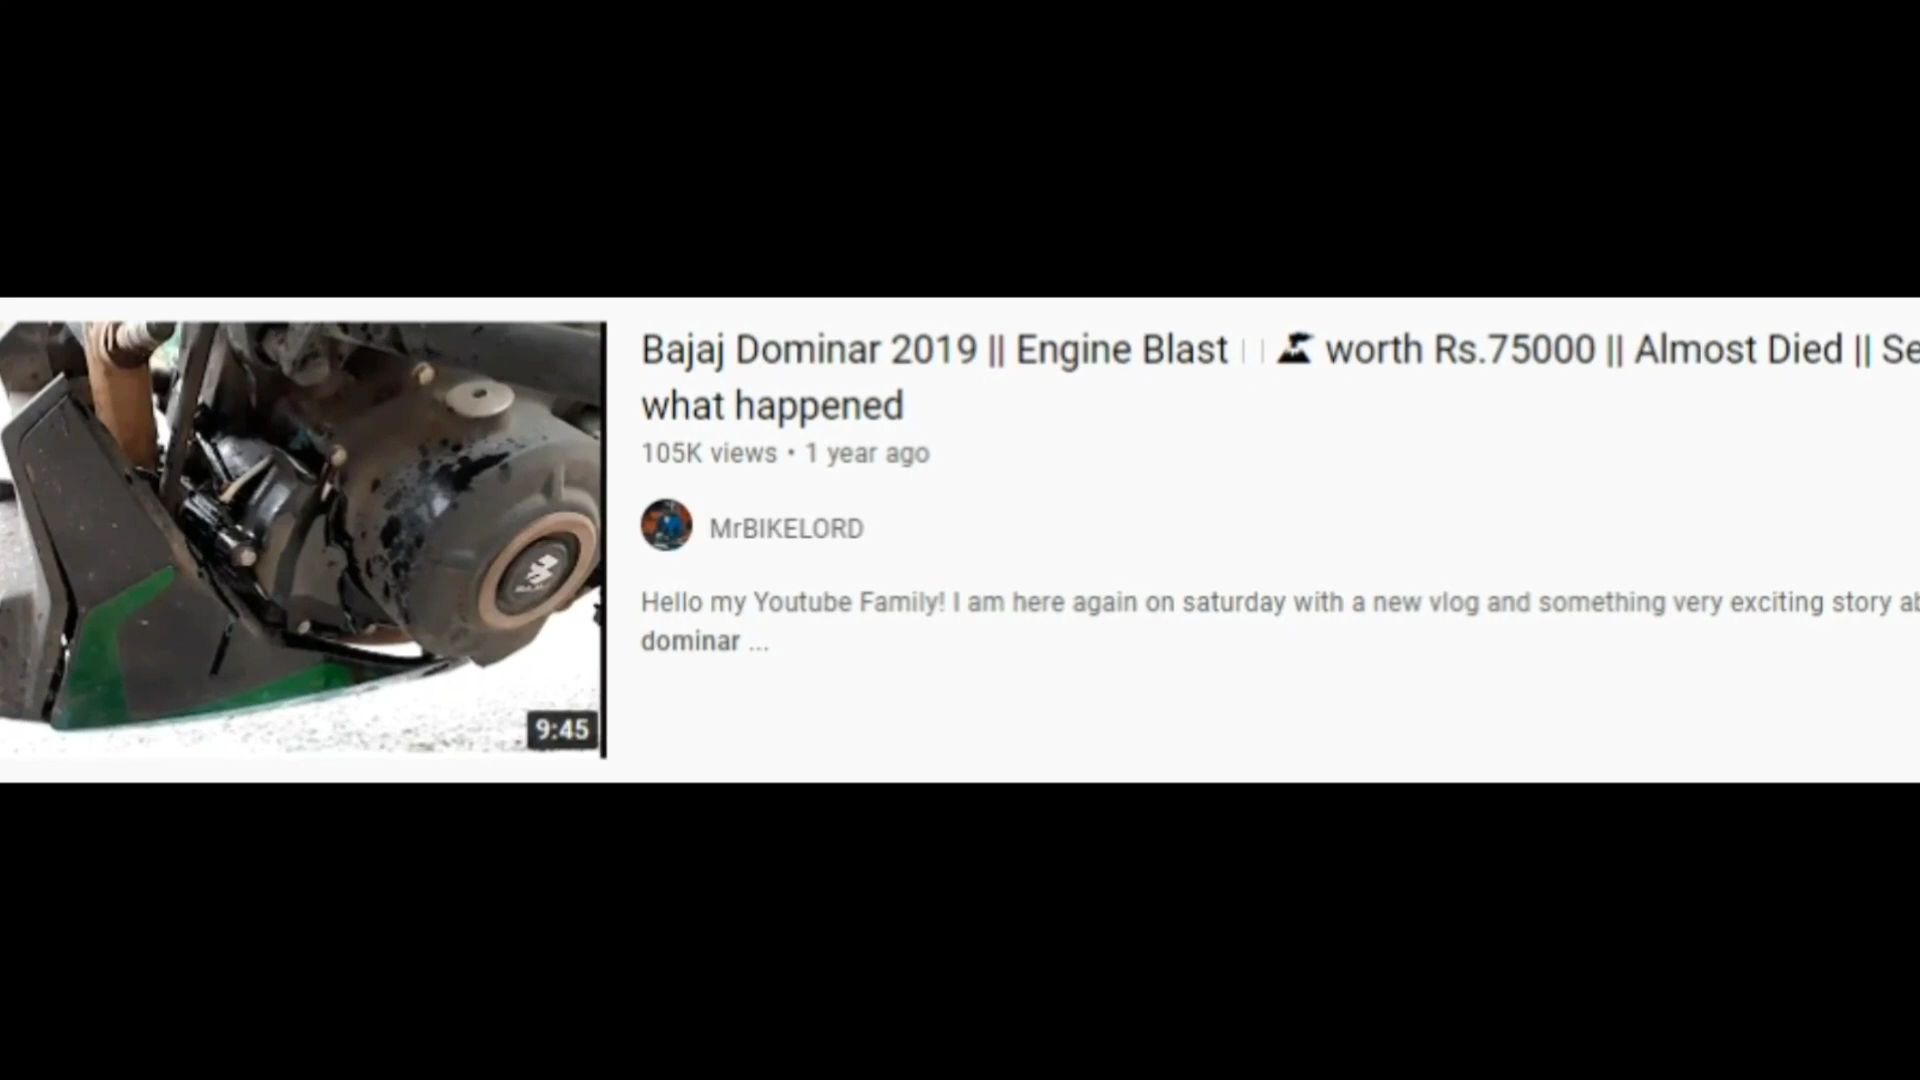 Bajaj Dominar 2019 || Engine Blast 🌋 worth Rs.75000 || Almost Died || Se
what happened
105K views • 1 year ago
MrBIKELORD
Hello my Youtube Family! I am here again on saturday with a new vlog and something very exciting story ab
dominar ...
9:45